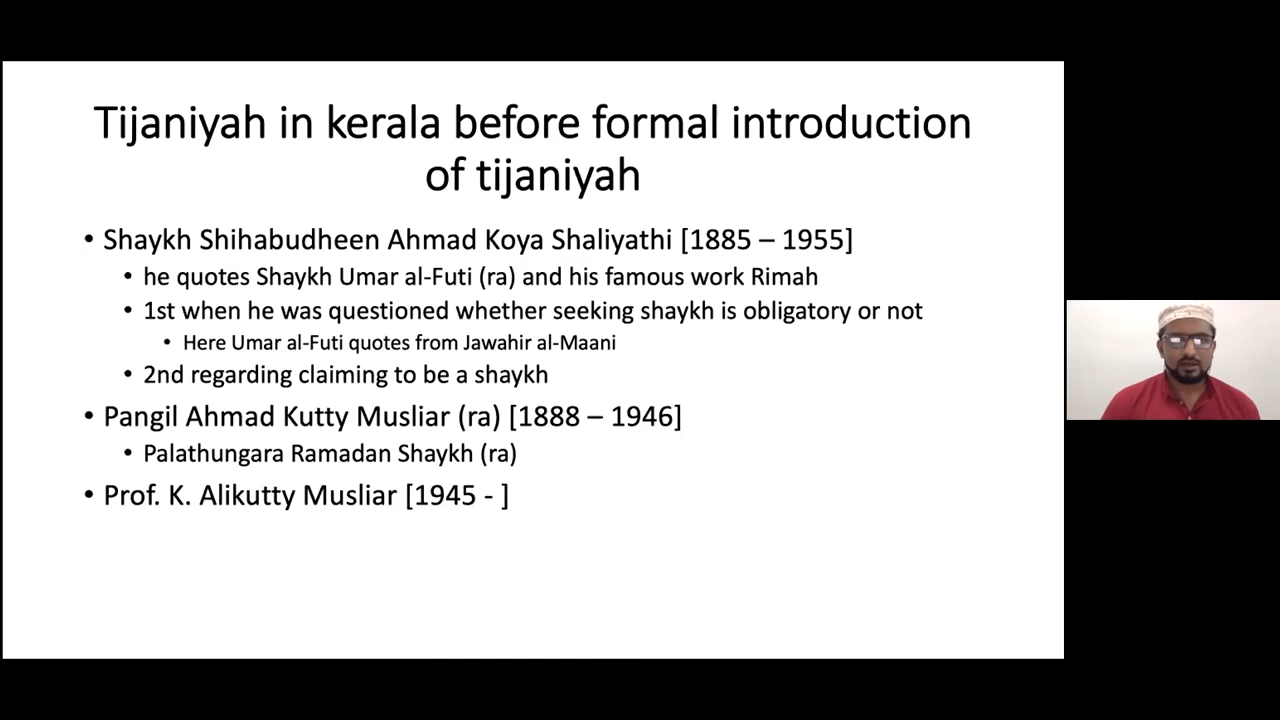 Tijaniyah in kerala before formal introduction
of tijaniyah
• Shaykh Shihabudheen Ahmad Koya Shaliyathi [1885 – 1955]
• he quotes Shaykh Umar al-Futi (ra) and his famous work Rimah
• 1st when he was questioned whether seeking shaykh is obligatory or not
• Here Umar al-Futi quotes from Jawahir al-Maani
• 2nd regarding claiming to be a shaykh
• Pangil Ahmad Kutty Musliar (ra) [1888 – 1946]
• Palathungara Ramadan Shaykh (ra)
• Prof. K. Alikutty Musliar [1945 - ]